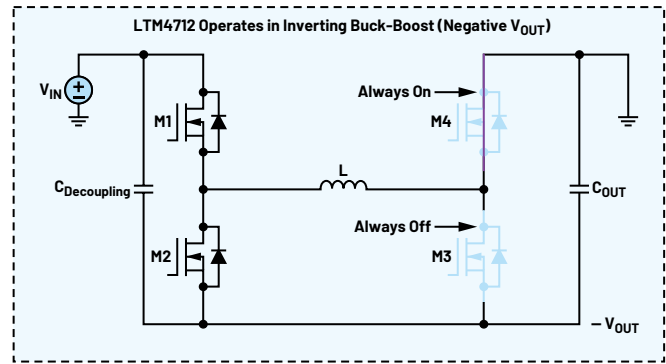 LTM4712 Operates in Inverting Buck-Boost (Negative VOUT)
VIN
Always On
M1
M4
L
CDecoupling
COUT
Always Off
M2
M3
– VOUT